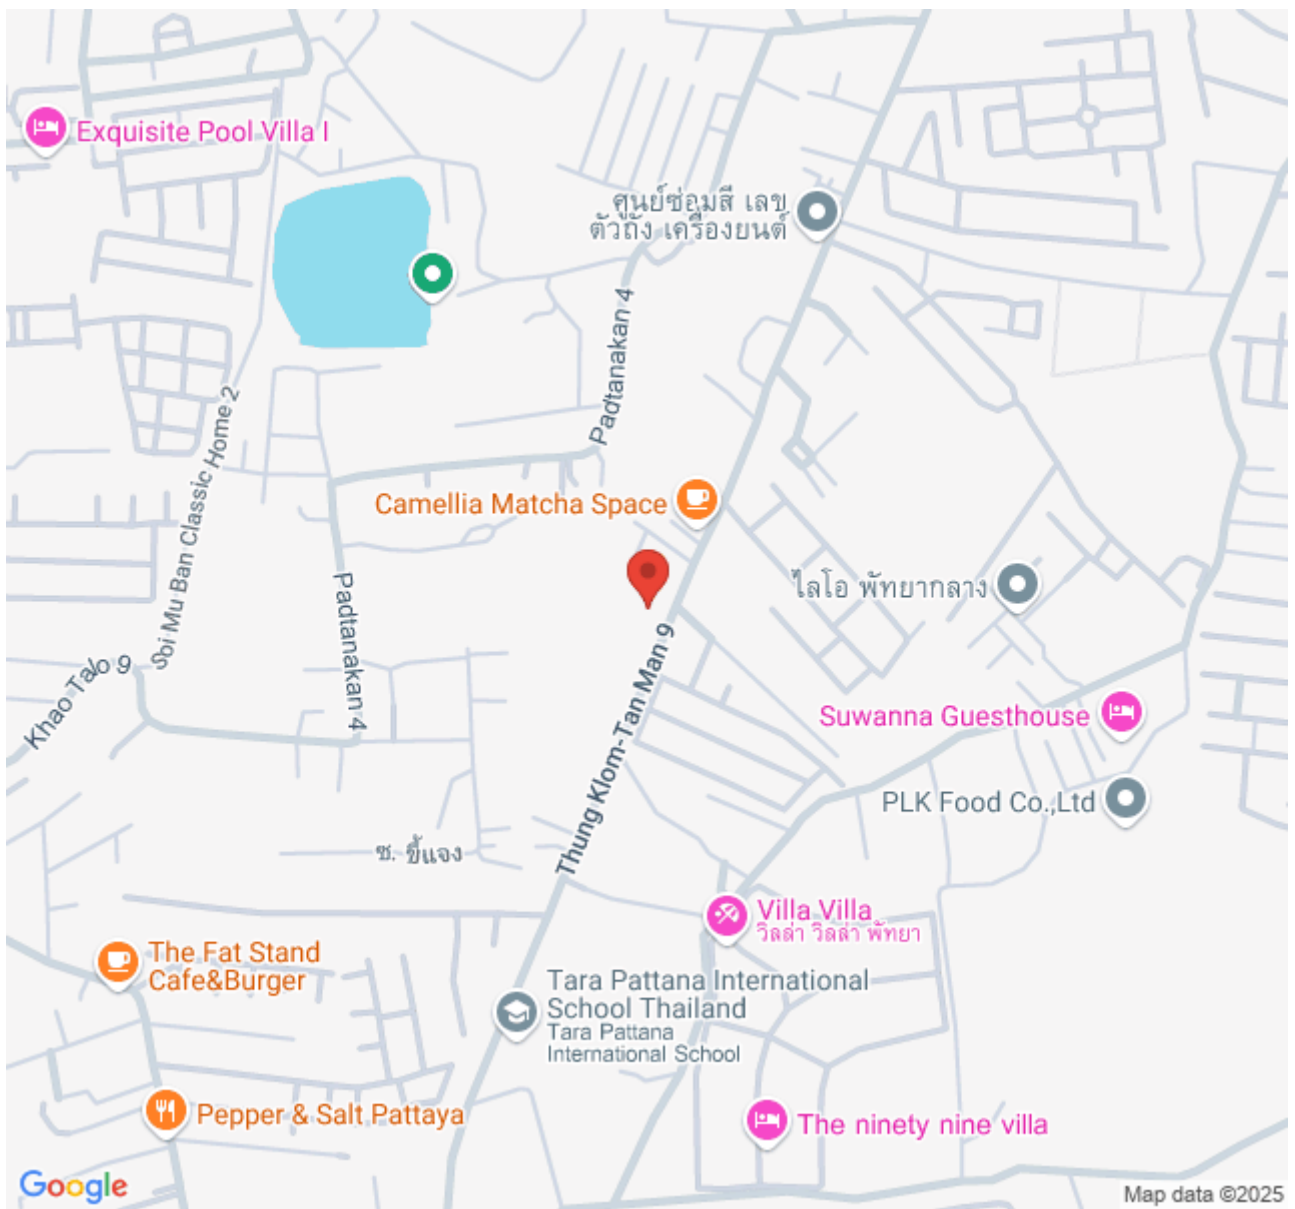 Exquisite Pool Villa I
ศูนย์ซ่อมสี เลข
ตัวถัง เครื่องยนต์
Padtanakan 4
Soi Mu Ban Classic Home 2
Camellia Matcha Space
ไลโอ พัทยากลาง
Padtanakan 4
Khao Talo 9
Thung Klom-Tan Man 9
Suwanna Guesthouse
PLK Food Co.,Ltd
ซ. ขี้แจง
Villa Villa
วิลล่า วิลล่า พัทยา
The Fat Stand
Cafe&Burger
Tara Pattana International
School Thailand
Tara Pattana
International School
Pepper & Salt Pattaya
The ninety nine villa
Google
Map data ©2025